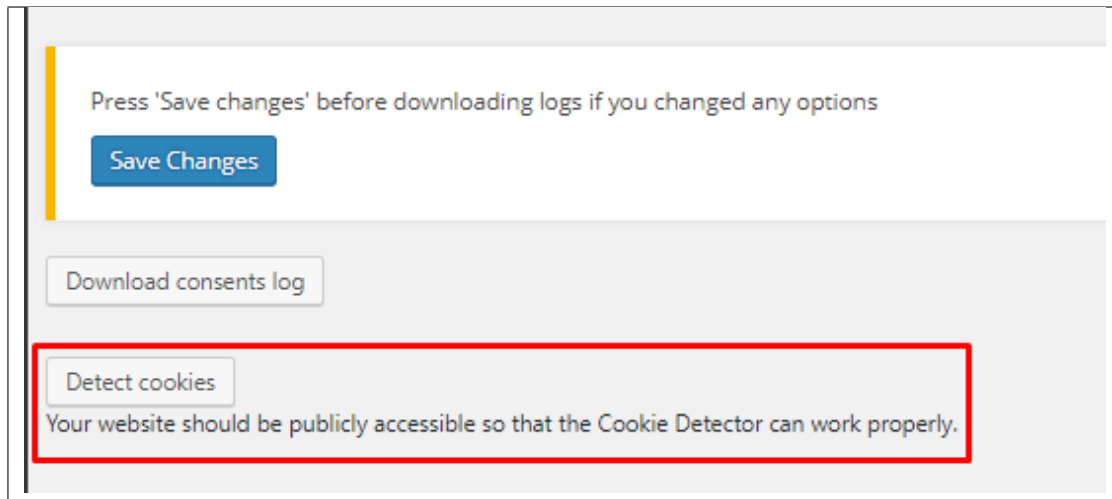 Press 'Save changes' before downloading logs if you changed any options
Save Changes
Download consents log
Detect cookies
Your website should be publicly accessible so that the Cookie Detector can work properly.